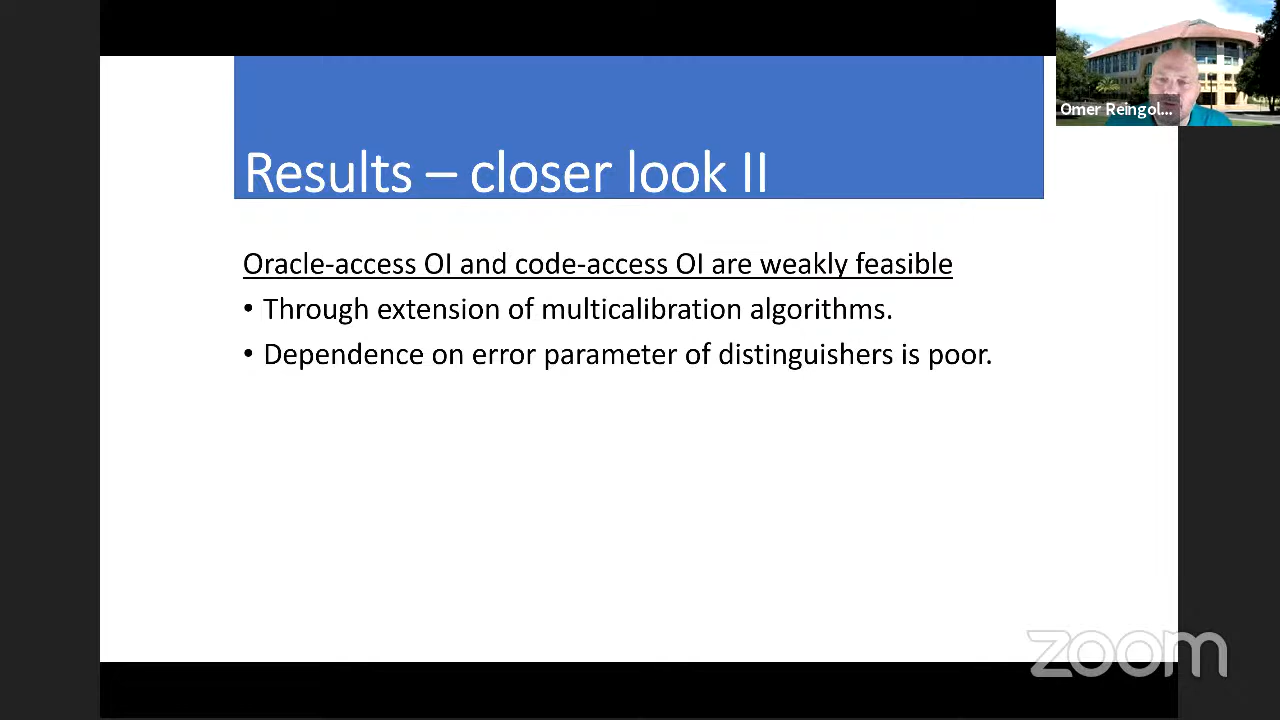 Omer Reingol...
Results – closer look II
Oracle-access OI and code-access OI are weakly feasible
• Through extension of multicalibration algorithms.
• Dependence on error parameter of distinguishers is poor.
zoom